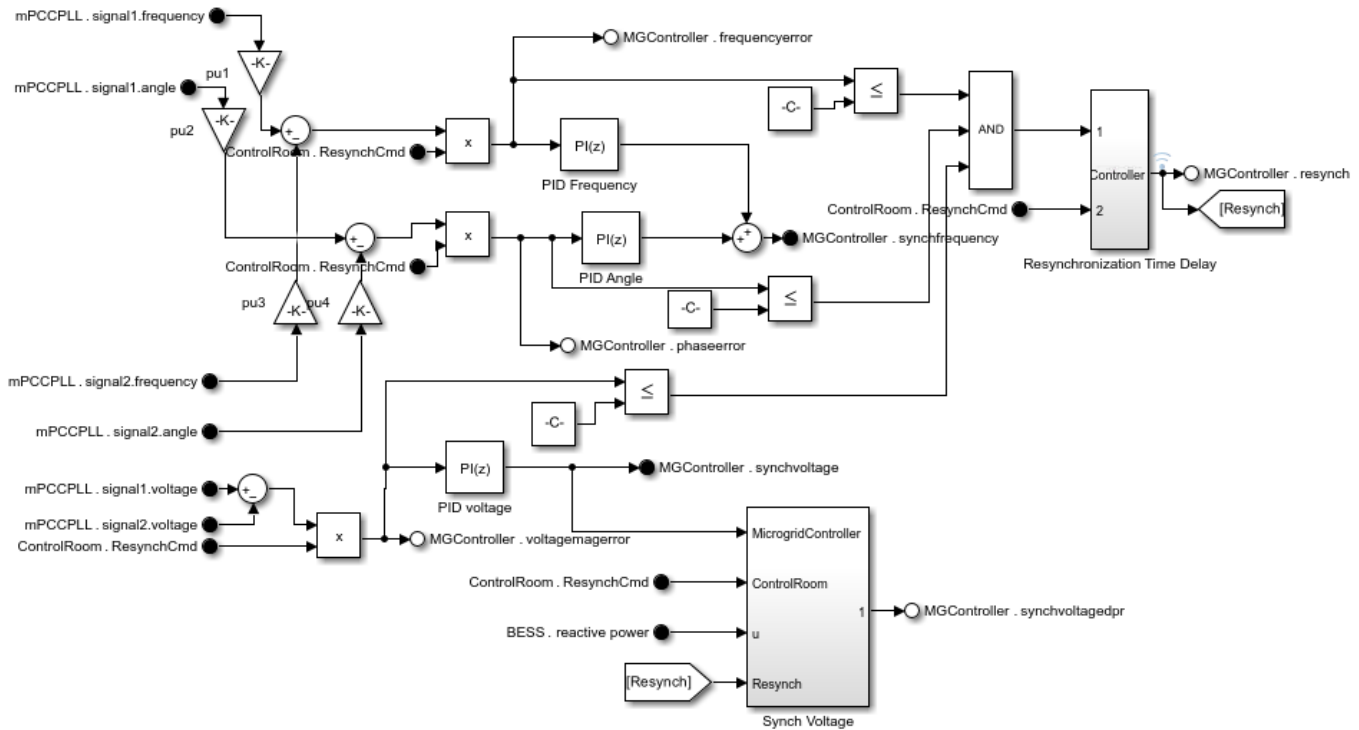 mPCCPLL . signal1.frequency
-K-
pu1
MGController . frequencyerror
mPCCPLL . signal1.angle
-K-
pu2
≤
-C-
+
-
ControlRoom . ResynchCmd
x
PI(z)
PID Frequency
AND
1
Controller
2
MGController . resynch
[Resynch]
ControlRoom . ResynchCmd
Resynchronization Time Delay
+
-
x
ControlRoom . ResynchCmd
PI(z)
PID Angle
+
+
MGController . synchfrequency
pu3
-K-
pu4
-K-
-C-
≤
MGController . phaseerror
mPCCPLL . signal2.frequency
≤
-C-
mPCCPLL . signal2.angle
PI(z)
PID voltage
MGController . synchvoltage
mPCCPLL . signal1.voltage
+
-
mPCCPLL . signal2.voltage
ControlRoom . ResynchCmd
x
MGController . voltagemagerror
MicrogridController
ControlRoom . ResynchCmd
ControlRoom
1
MGController . synchvoltagedpr
BESS . reactive power
u
[Resynch]
Resynch
Synch Voltage